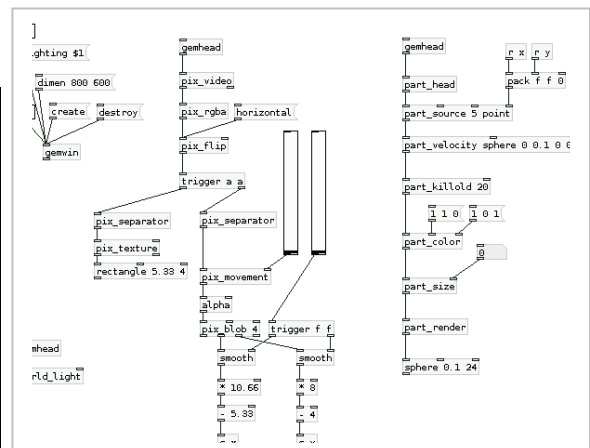 ]
ighting $1
dimen 800 600
create
destroy
gemwin
mhead
rld_light
gemhead
pix_video
pix_rgba
horizontal
pix_flip
trigger a a
pix_separator
pix_texture
rectangle 5.33 4
pix_separator
pix_movement
alpha
pix_blob 4
trigger f f
smooth
smooth
* 10.66
* 8
- 5.33
- 4
gemhead
r x
r y
part_head
pack f f 0
part_source 5 point
part_velocity sphere 0 0.1 0 0
part_killold 20
1 1 0
1 0 1
part_color
0
part_size
part_render
sphere 0.1 24